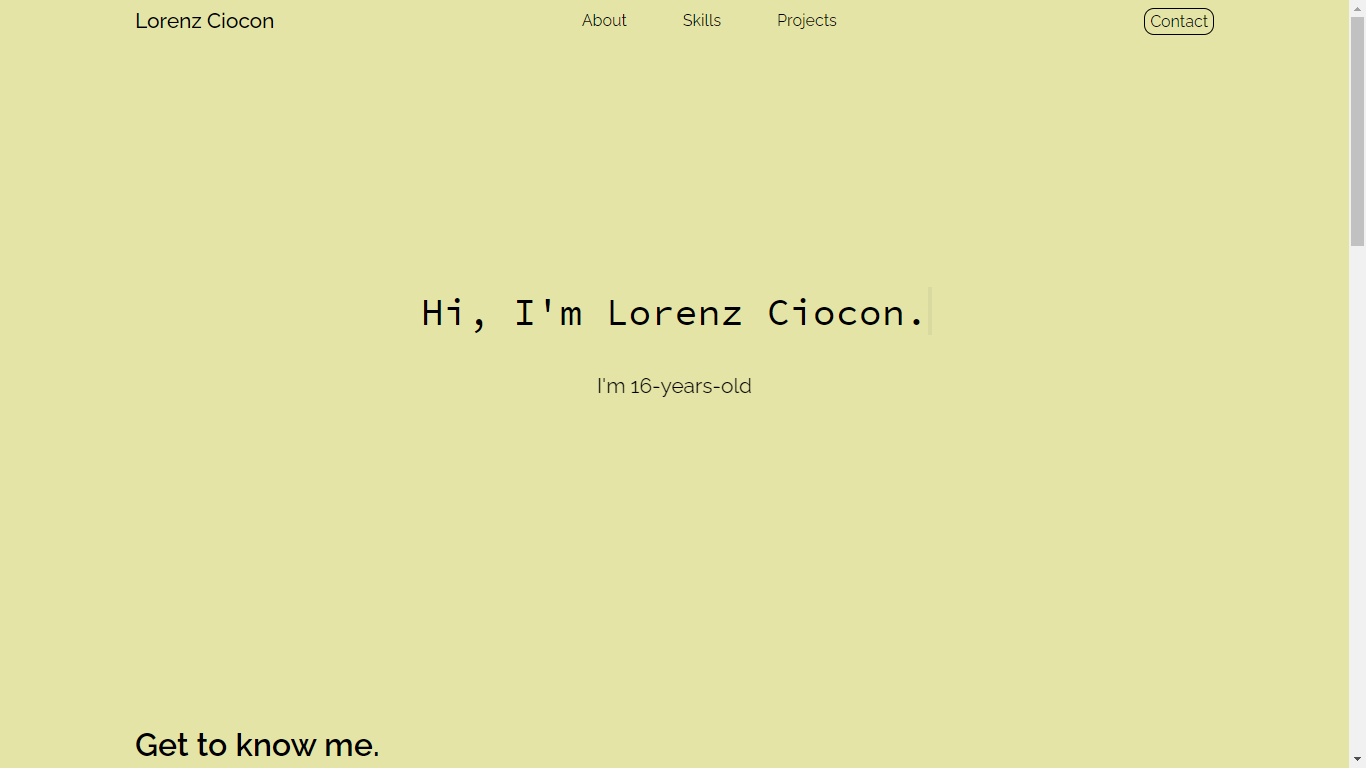 Lorenz Ciocon
About Skills Projects
Contact
Hi, I'm Lorenz Ciocon.
I'm 16-years-old
Get to know me.